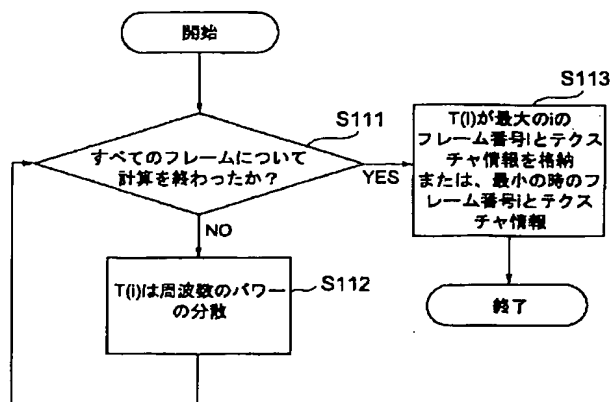 開始
S111
すべてのフレームについて
計算を終わったか？
YES
NO
T(i)は周波数のパワー
の分散
S112
S113
T(i)が最大のiの
フレーム番号iとテクス
チャ情報を格納
または、最小の時のフ
レーム番号iとテクス
チャ情報
終了